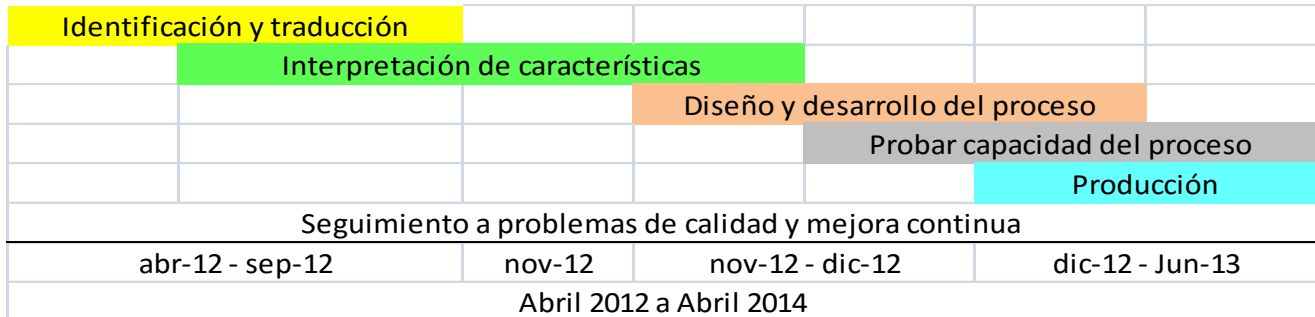 Identificación y traducción
Interpretación de características
Diseño y desarrollo del proceso
Probar capacidad del proceso
Producción
Seguimiento a problemas de calidad y mejora continua
abr-12 - sep-12 nov-12 nov-12 - dic-12 dic-12 - Jun-13
Abril 2012 a Abril 2014